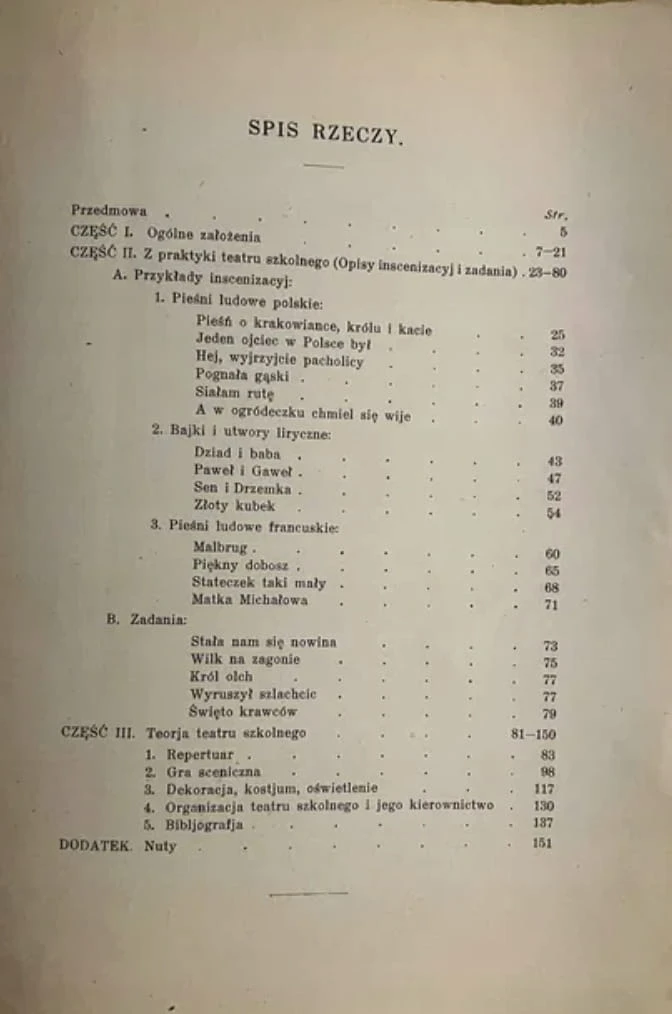 SPIS RZECZY.
Str.
Przedmowa . . . . . . . . 5
CZĘŚĆ I. Ogólne założenia . . . . . . 7—21
CZĘŚĆ II. Z praktyki teatru szkolnego (Opisy inscenizacyj i zadania) . 23—80
A. Przykłady inscenizacyj:
1. Pieśni ludowe polskie:
Pieśń o krakowiance, królu i kacie . . 25
Jeden ojciec w Polsce był . . . . 32
Hej, wyjrzyjcie pacholicy . . . . 35
Pognała gąski . . . . . . 37
Siałam rutę . . . . . . 39
A w ogródeczku chmiel się wije . . . 40
2. Bajki i utwory liryczne:
Dziad i baba . . . . . . 43
Paweł i Gaweł . . . . . . 47
Sen i Drzemka . . . . . . 52
Złoty kubek . . . . . . 54
3. Pieśni ludowe francuskie:
Malbrug . . . . . . . 60
Piękny dobosz . . . . . . 65
Stateczek taki mały . . . . . 68
Matka Michałowa . . . . . 71
B. Zadania:
Stała nam się nowina . . . . 73
Wilk na zagonie . . . . . 75
Król olch . . . . . . 77
Wyruszył szlachcic . . . . . 77
Święto krawców . . . . . 79
CZĘŚĆ III. Teorja teatru szkolnego . . . . 81—150
1. Repertuar . . . . . . . 83
2. Gra sceniczna . . . . . . 98
3. Dekoracja, kostjum, oświetlenie . . . 117
4. Organizacja teatru szkolnego i jego kierownictwo . 130
5. Bibljografja . . . . . . . 137
DODATEK. Nuty . . . . . . . . 151